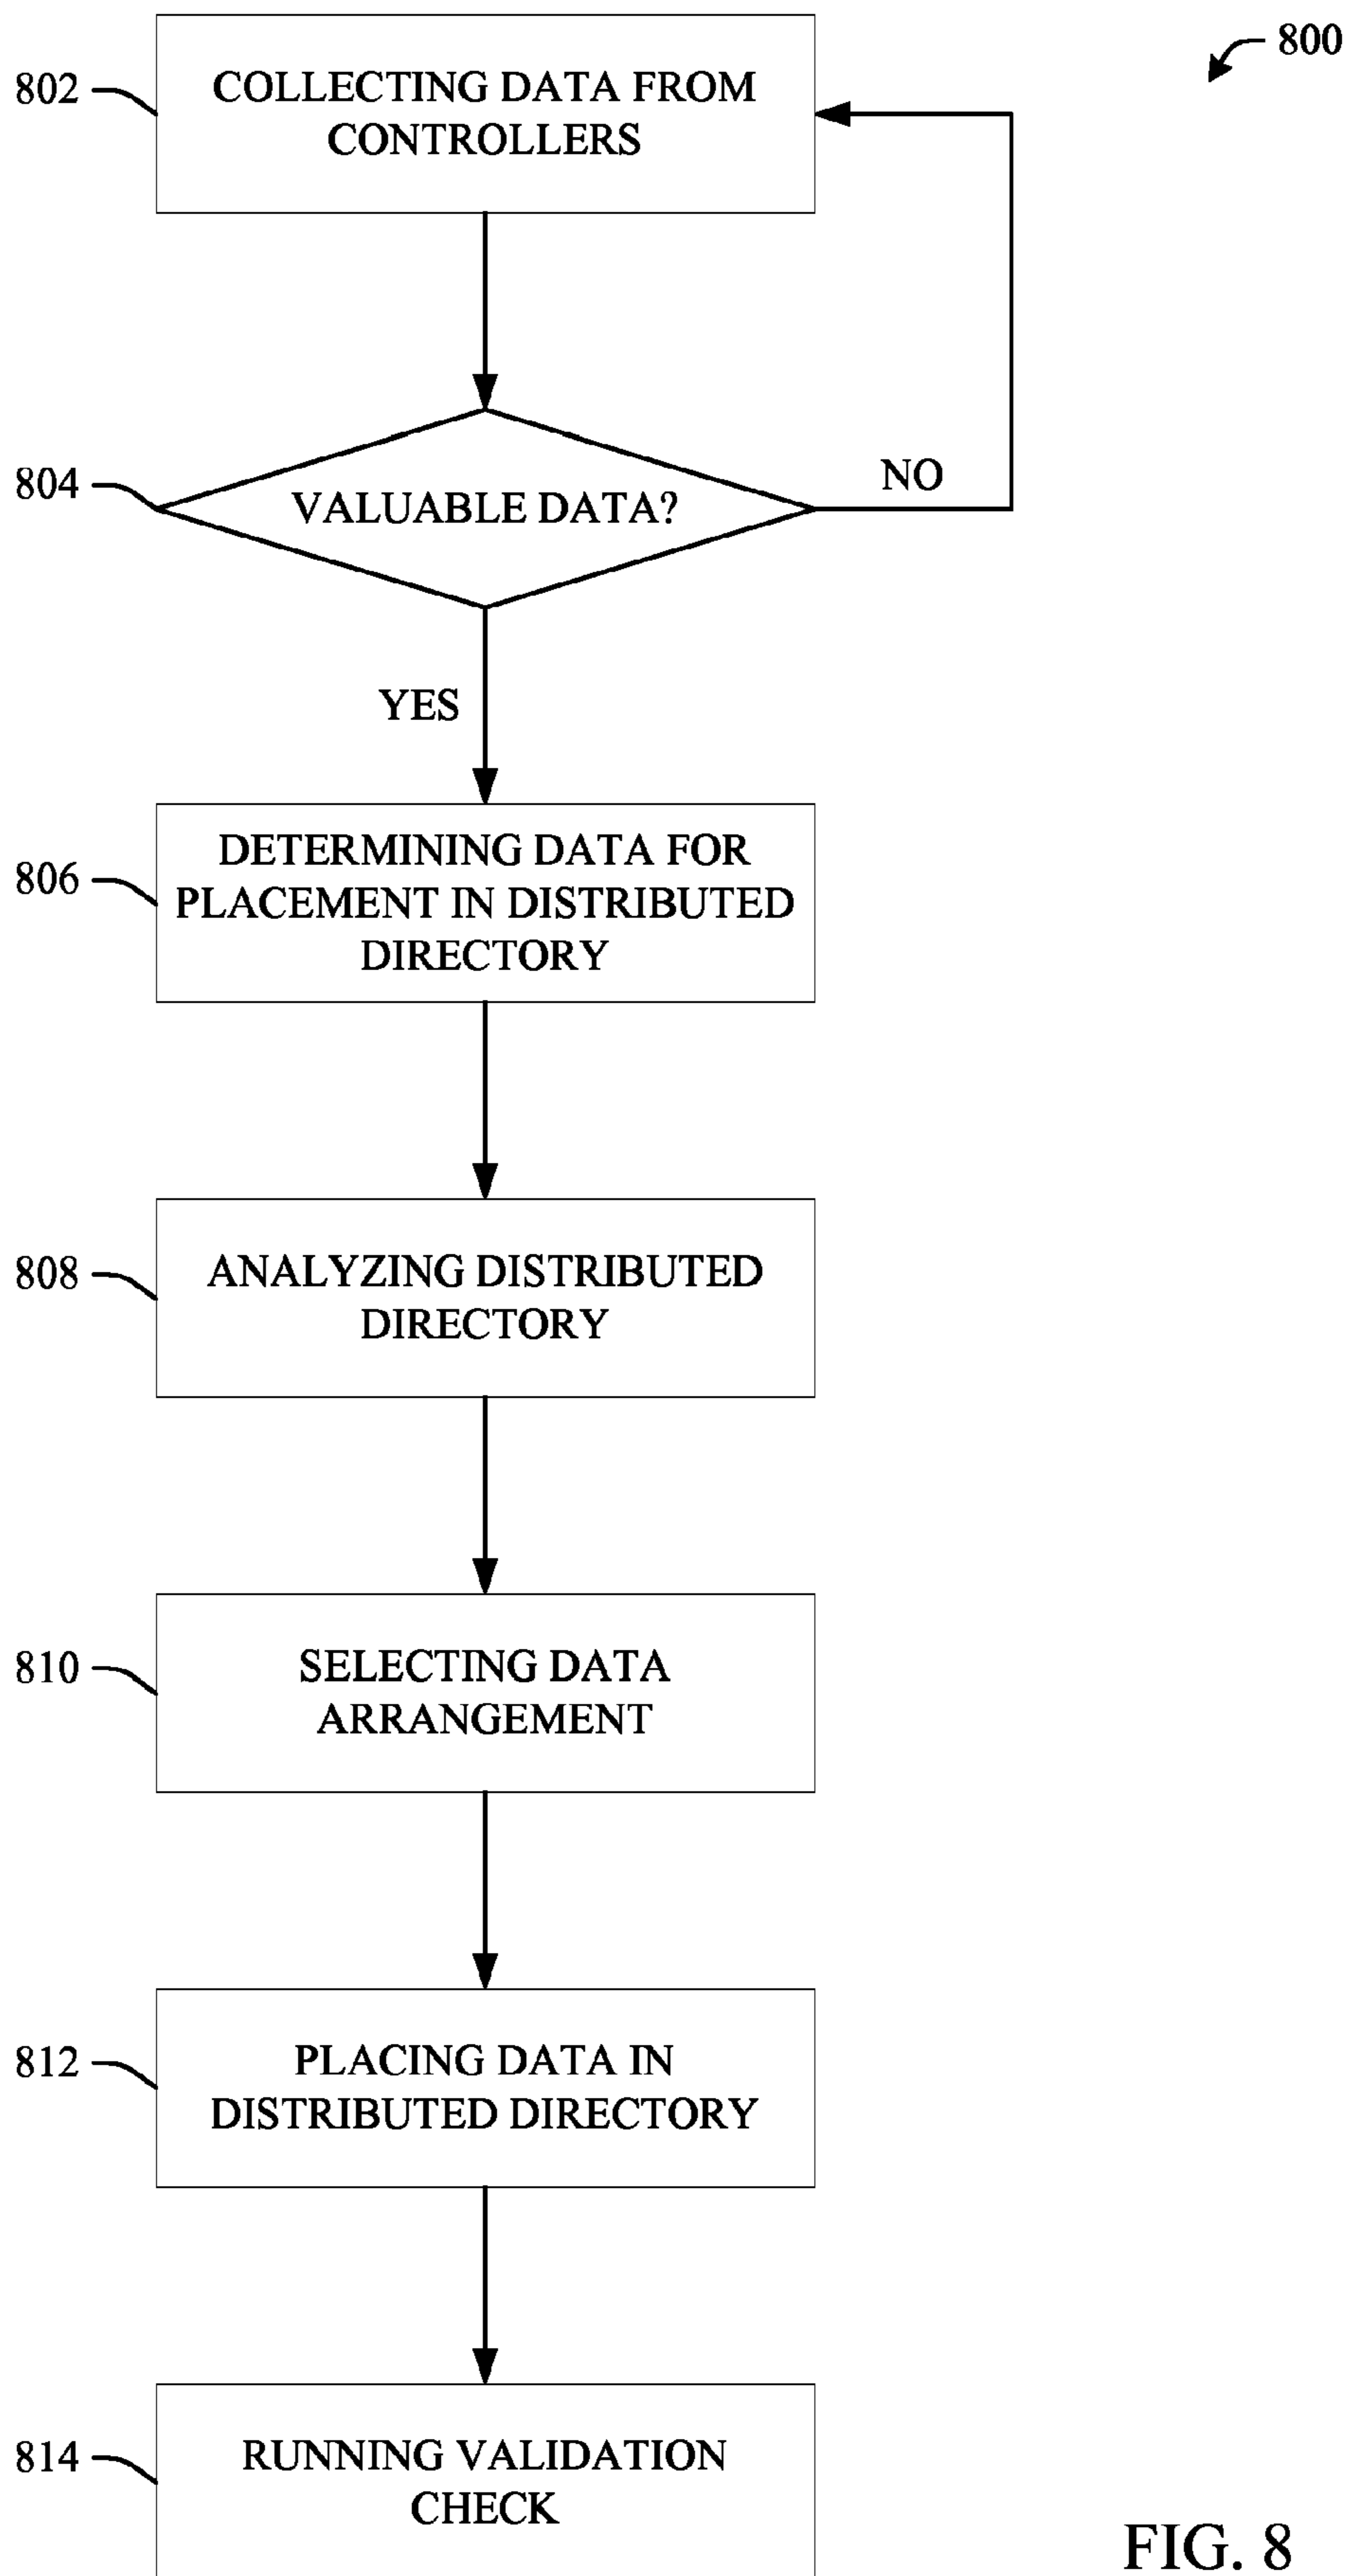 800
802
COLLECTING DATA FROM
CONTROLLERS
804
VALUABLE DATA?
NO
YES
806
DETERMINING DATA FOR
PLACEMENT IN DISTRIBUTED
DIRECTORY
808
ANALYZING DISTRIBUTED
DIRECTORY
810
SELECTING DATA
ARRANGEMENT
812
PLACING DATA IN
DISTRIBUTED DIRECTORY
814
RUNNING VALIDATION
CHECK
FIG. 8